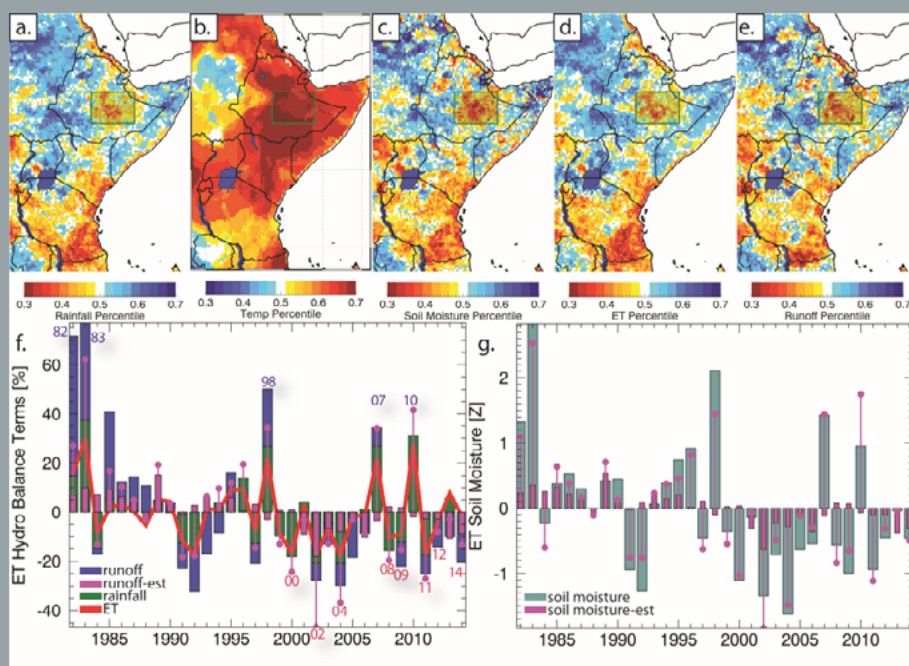 a. b. c. d. e.
0.3 0.4 0.5 0.6 0.7 0.3 0.4 0.5 0.6 0.7 0.3 0.4 0.5 0.6 0.7 0.3 0.4 0.5 0.6 0.7 0.3 0.4 0.5 0.6 0.7
Rainfall Percentile Temp Percentile Soil Moisture Percentile ET Percentile Runoff Percentile
f.
ET Hydro Balance Terms [%]
60
40
20
0
-20
-40
82
83
98
07 10
00
02
04
08
09
11
12
14
runoff
runoff-est
rainfall
ET
1985 1990 1995 2000 2005 2010
g.
ET Soil Moisture [Z]
2
1
0
-1
soil moisture
soil moisture-est
1985 1990 1995 2000 2005 2010